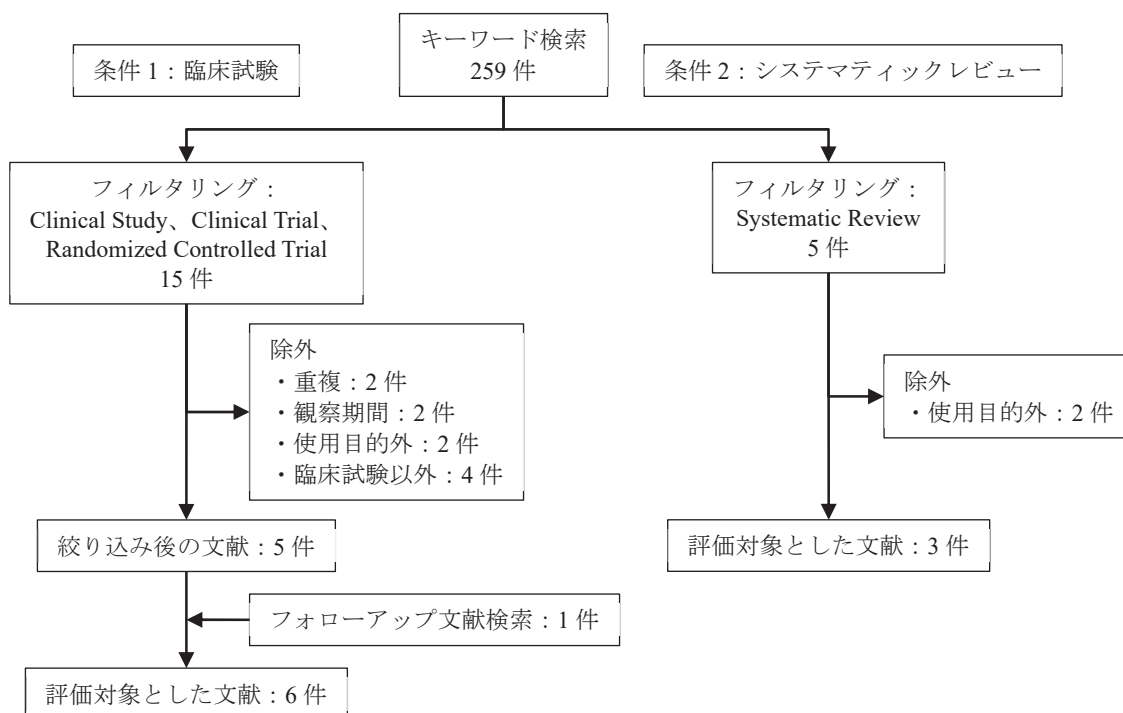 キーワード検索
259 件
条件 1：臨床試験
条件 2：システマティックレビュー
フィルタリング：
Clinical Study、Clinical Trial、
Randomized Controlled Trial
15 件
フィルタリング：
Systematic Review
5 件
除外
・重複：2 件
・観察期間：2 件
・使用目的外：2 件
・臨床試験以外：4 件
除外
・使用目的外：2 件
絞り込み後の文献：5 件
評価対象とした文献：3 件
フォローアップ文献検索：1 件
評価対象とした文献：6 件